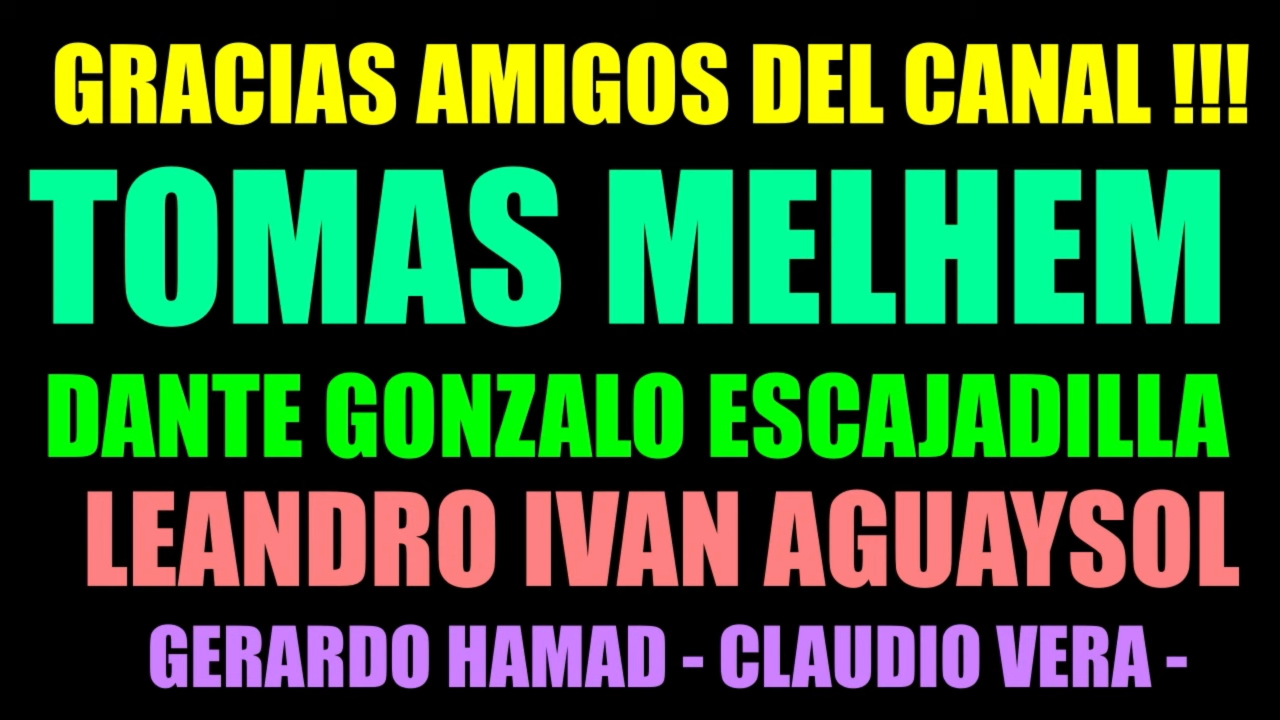 GRACIAS AMIGOS DEL CANAL !!!
TOMAS MELHEM
DANTE GONZALO ESCAJADILLA
LEANDRO IVAN AGUAYSOL
GERARDO HAMAD - CLAUDIO VERA -